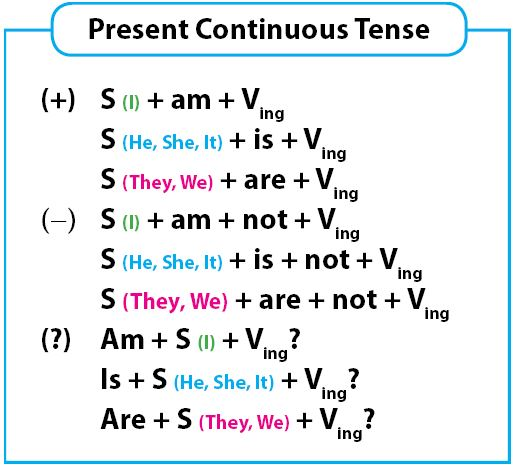 Present Continuous Tense
(+) S (I) + am + Ving
S (He, She, It) + is + Ving
S (They, We) + are + Ving
(−) S (I) + am + not + Ving
S (He, She, It) + is + not + Ving
S (They, We) + are + not + Ving
(?) Am + S (I) + Ving?
Is + S (He, She, It) + Ving?
Are + S (They, We) + Ving?